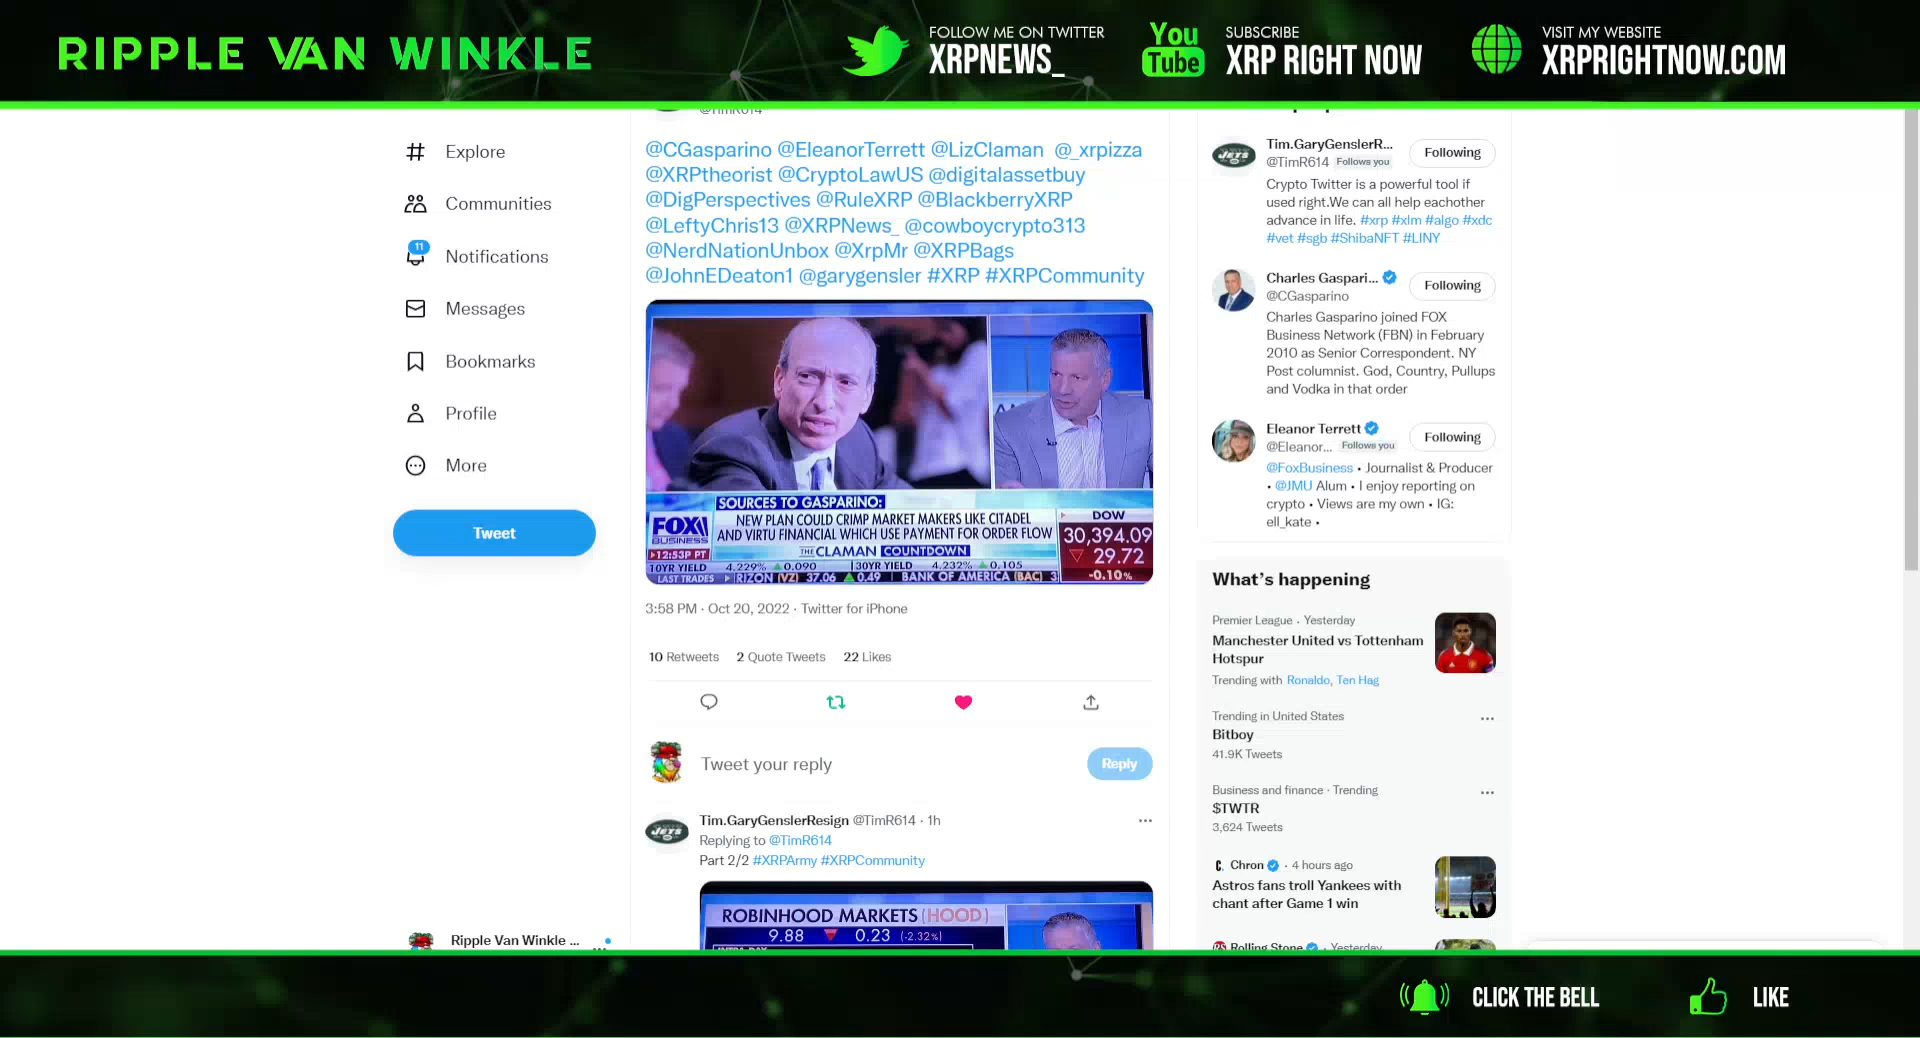 RIPPLE VAN WINKLE
FOLLOW ME ON TWITTER
XRPNEWS_
You
Tube
SUBSCRIBE
XRP RIGHT NOW
VISIT MY WEBSITE
XRPRIGHTNOW.COM
Explore
Communities
11
Notifications
Messages
Bookmarks
Profile
More
Tweet
Ripple Van Winkle ...
@TimR614
@CGasparino @EleanorTerrett @LizClaman @_xrpizza
@XRPtheorist @CryptoLawUS @digitalassetbuy
@DigPerspectives @RuleXRP @BlackberryXRP
@LeftyChris13 @XRPNews_ @cowboycrypto313
@NerdNationUnbox @XrpMr @XRPBags
@JohnEDeaton1 @garygensler #XRP #XRPCommunity
SOURCES TO GASPARINO:
NEW PLAN COULD CRIMP MARKET MAKERS LIKE CITADEL
AND VIRTU FINANCIAL WHICH USE PAYMENT FOR ORDER FLOW
THE CLAMAN COUNTDOWN
FOX
BUSINESS
12:53P PT
DOW
30,394.09
29.72
-0.10%
10YR YIELD 4.229% 0.090 30YR YIELD 4.232% 0.105
LAST TRADES RIZON (VZ) 37.06 0.49 BANK OF AMERICA (BAC) 3
3:58 PM · Oct 20, 2022 · Twitter for iPhone
10 Retweets 2 Quote Tweets 22 Likes
Tweet your reply
Reply
JETS
Tim.GaryGenslerResign @TimR614 · 1h
Replying to @TimR614
Part 2/2 #XRPArmy #XRPCommunity
ROBINHOOD MARKETS (HOOD)
9.88 0.23 (-2.32%)
JETS
Tim.GaryGenslerR...
@TimR614 Follows you
Following
Crypto Twitter is a powerful tool if
used right.We can all help eachother
advance in life. #xrp #xlm #algo #xdc
#vet #sgb #ShibaNFT #LINY
Charles Gaspari...
@CGasparino
Following
Charles Gasparino joined FOX
Business Network (FBN) in February
2010 as Senior Correspondent. NY
Post columnist. God, Country, Pullups
and Vodka in that order
Eleanor Terrett
@Eleanor... Follows you
Following
@FoxBusiness • Journalist & Producer
• @JMU Alum • I enjoy reporting on
crypto • Views are my own • IG:
ell_kate •
What's happening
Premier League · Yesterday
Manchester United vs Tottenham
Hotspur
Trending with Ronaldo, Ten Hag
Trending in United States
Bitboy
41.9K Tweets
Business and finance · Trending
$TWTR
3,624 Tweets
Chron · 4 hours ago
Astros fans troll Yankees with
chant after Game 1 win
Rolling Stone · Yesterday
CLICK THE BELL
LIKE